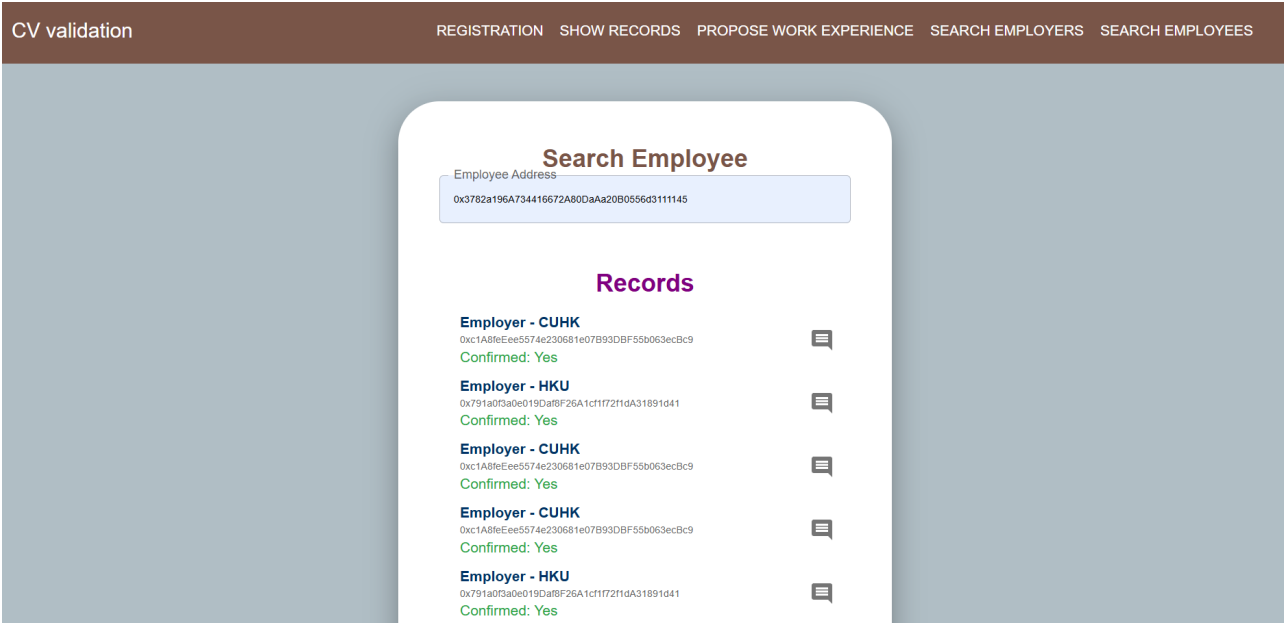 CV validation
REGISTRATION SHOW RECORDS PROPOSE WORK EXPERIENCE SEARCH EMPLOYERS SEARCH EMPLOYEES
Search Employee
Employee Address
0x3782a196A734416672A80DaAa20B0556d3111145
Records
Employer - CUHK
0xc1A8feEee5574e230681e07B93DBF55b063ecBc9
Confirmed: Yes
Employer - HKU
0x791a0f3a0e019Daf8F26A1cf1f72f1dA31891d41
Confirmed: Yes
Employer - CUHK
0xc1A8feEee5574e230681e07B93DBF55b063ecBc9
Confirmed: Yes
Employer - CUHK
0xc1A8feEee5574e230681e07B93DBF55b063ecBc9
Confirmed: Yes
Employer - HKU
0x791a0f3a0e019Daf8F26A1cf1f72f1dA31891d41
Confirmed: Yes